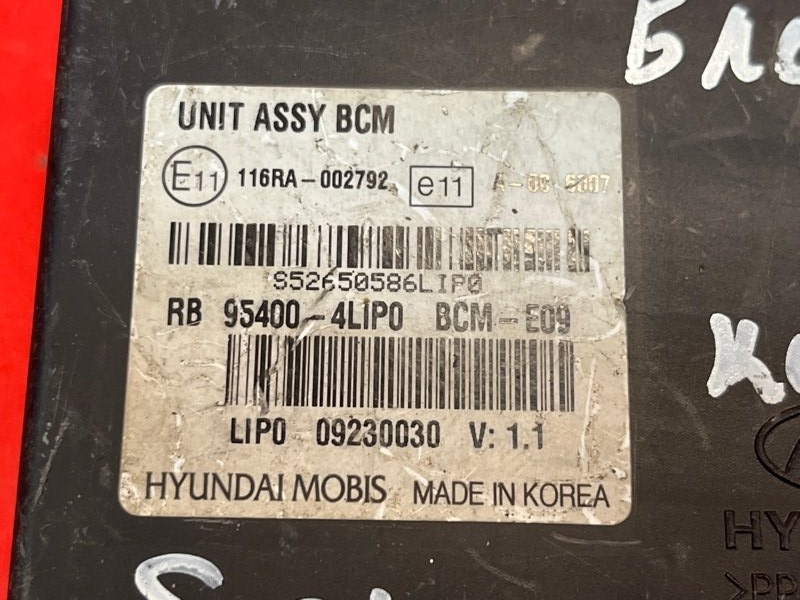 UNIT ASSY BCM
E11 116RA-002792 e11
S52650586LIP0
RB 95400-4LIP0 BCM-E09
LIP0 09230030 V: 1.1
HYUNDAI MOBIS MADE IN KOREA